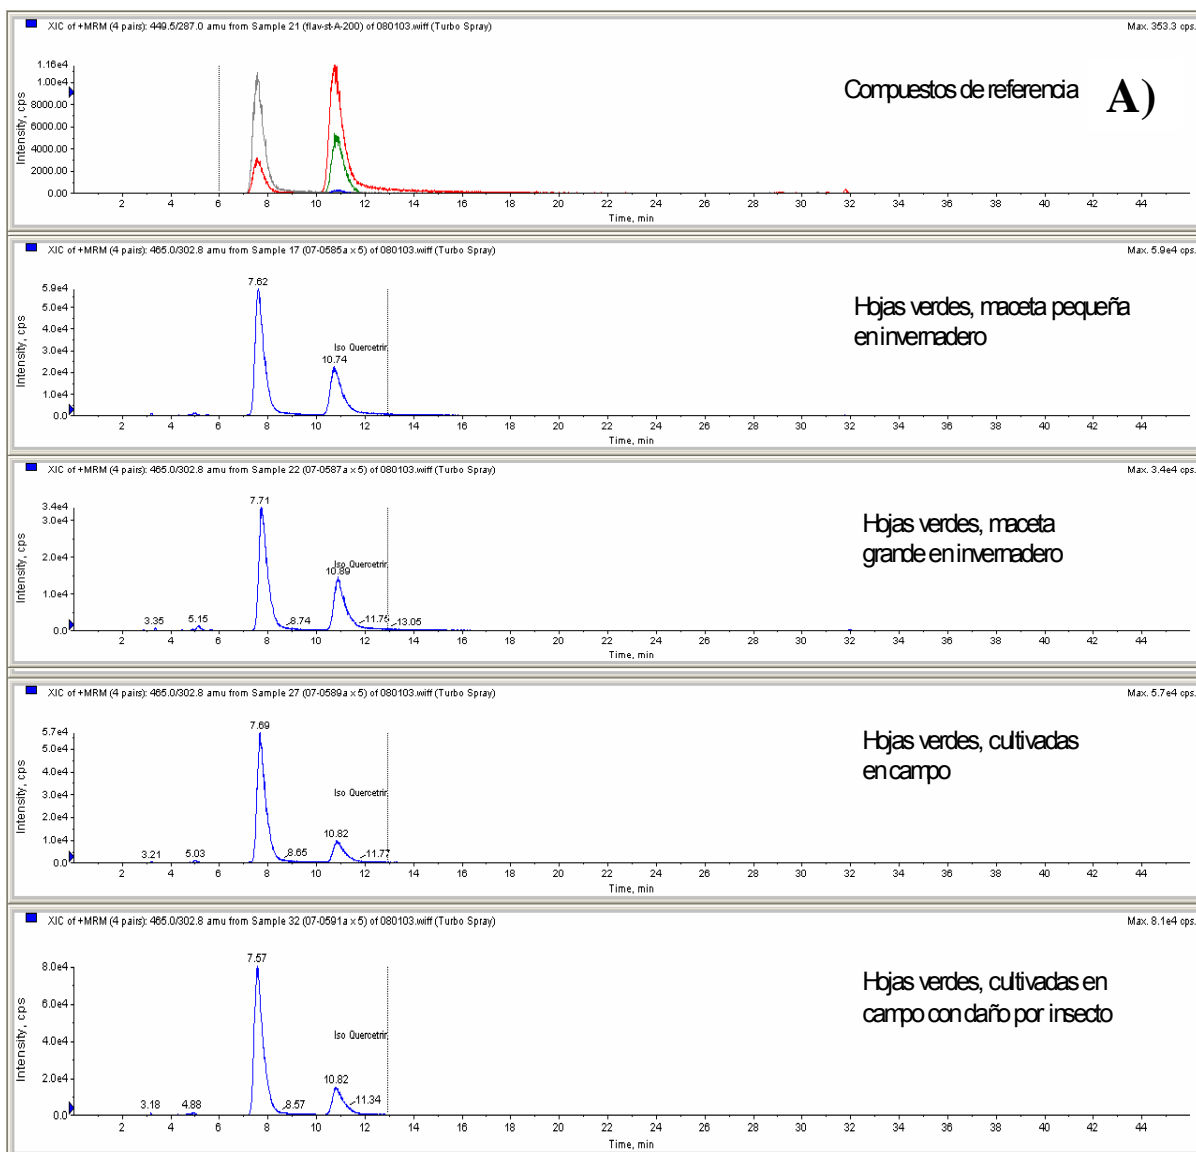 XIC of +MRM (4 pairs): 449.5/287.0 amu from Sample 21 (flav-st-A-200) of 080103.wiff (Turbo Spray)
Max. 353.3 cps.
Compuestos de referencia
A)
Intensity, cps
1.16e4
1.00e4
8000.00
6000.00
4000.00
2000.00
0.00
2 4 6 8 10 12 14 16 18 20 22 24 26 28 30 32 34 36 38 40 42 44
Time, min
XIC of +MRM (4 pairs): 465.0/302.8 amu from Sample 17 (07-0585a x 5) of 080103.wiff (Turbo Spray)
Max. 5.9e4 cps.
Hojas verdes, maceta pequeña
en invernadero
Intensity, cps
5.9e4
5.0e4
4.0e4
3.0e4
2.0e4
1.0e4
0.0
7.62
Iso Quercetrir
10.74
2 4 6 8 10 12 14 16 18 20 22 24 26 28 30 32 34 36 38 40 42 44
Time, min
XIC of +MRM (4 pairs): 465.0/302.8 amu from Sample 22 (07-0587a x 5) of 080103.wiff (Turbo Spray)
Max. 3.4e4 cps.
Hojas verdes, maceta
grande en invernadero
Intensity, cps
3.4e4
3.0e4
2.0e4
1.0e4
0.0
7.71
Iso Quercetrir
10.89
3.35
5.15
8.74
11.75
13.05
2 4 6 8 10 12 14 16 18 20 22 24 26 28 30 32 34 36 38 40 42 44
Time, min
XIC of +MRM (4 pairs): 465.0/302.8 amu from Sample 27 (07-0589a x 5) of 080103.wiff (Turbo Spray)
Max. 5.7e4 cps.
Hojas verdes, cultivadas
en campo
Intensity, cps
5.7e4
5.0e4
4.0e4
3.0e4
2.0e4
1.0e4
0.0
7.69
Iso Quercetrir
10.82
3.21
5.03
8.65
11.77
2 4 6 8 10 12 14 16 18 20 22 24 26 28 30 32 34 36 38 40 42 44
Time, min
XIC of +MRM (4 pairs): 465.0/302.8 amu from Sample 32 (07-0591a x 5) of 080103.wiff (Turbo Spray)
Max. 8.1e4 cps.
Hojas verdes, cultivadas en
campo con daño por insecto
Intensity, cps
8.0e4
6.0e4
4.0e4
2.0e4
0.0
7.57
Iso Quercetrir
10.82
3.18
4.88
8.57
11.34
2 4 6 8 10 12 14 16 18 20 22 24 26 28 30 32 34 36 38 40 42 44
Time, min